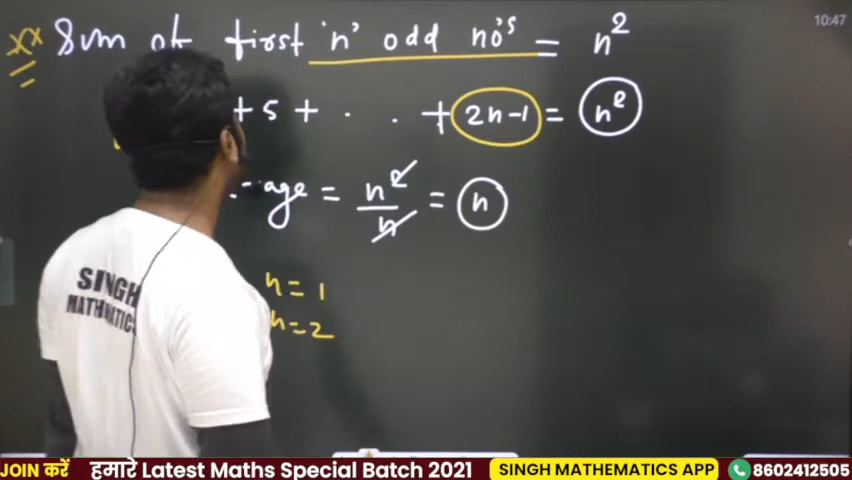 xx Sum of first 'n' odd no's = n²
10:47
+ 5 + . . + 2n-1 = n²
age = n²/n = n
n = 1
n = 2
SINGH
MATHEMATICS
JOIN करें हमारे Latest Maths Special Batch 2021 SINGH MATHEMATICS APP 8602412505